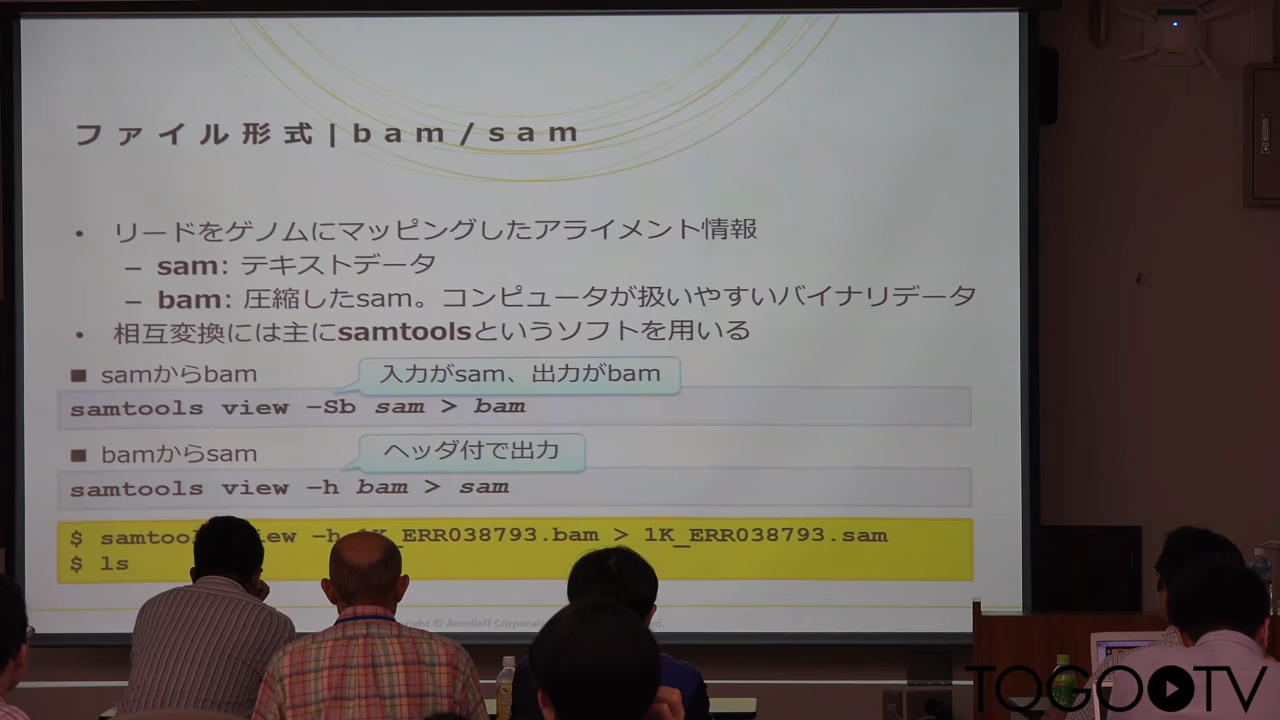 ファイル形式|bam/sam
• リードをゲノムにマッピングしたアライメント情報
– sam: テキストデータ
– bam: 圧縮したsam。コンピュータが扱いやすいバイナリデータ
• 相互変換には主にsamtoolsというソフトを用いる
■ samからbam
入力がsam、出力がbam
samtools view –Sb sam > bam
■ bamからsam
ヘッダ付で出力
samtools view –h bam > sam
$ samtoo iew –h 1K_ERR038793.bam > 1K_ERR038793.sam
$ ls
© Amelieff
TOGOTV